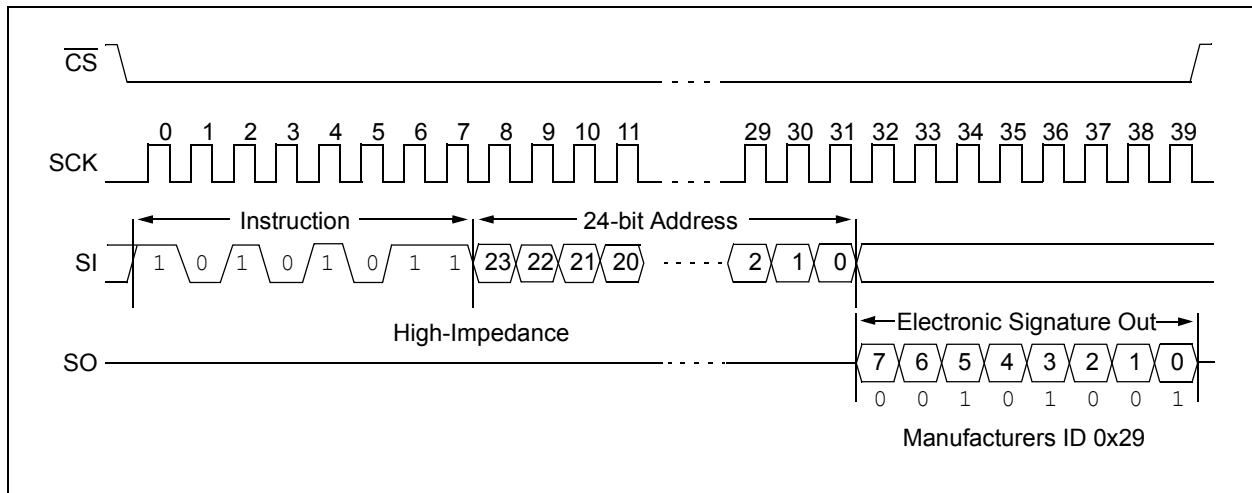 CS
0 1 2 3 4 5 6 7 8 9 10 11 29 30 31 32 33 34 35 36 37 38 39
SCK
Instruction 24-bit Address
SI 1 0 1 0 1 0 1 1 23 22 21 20 2 1 0
High-Impedance Electronic Signature Out
SO 7 6 5 4 3 2 1 0
0 0 1 0 1 0 0 1
Manufacturers ID 0x29